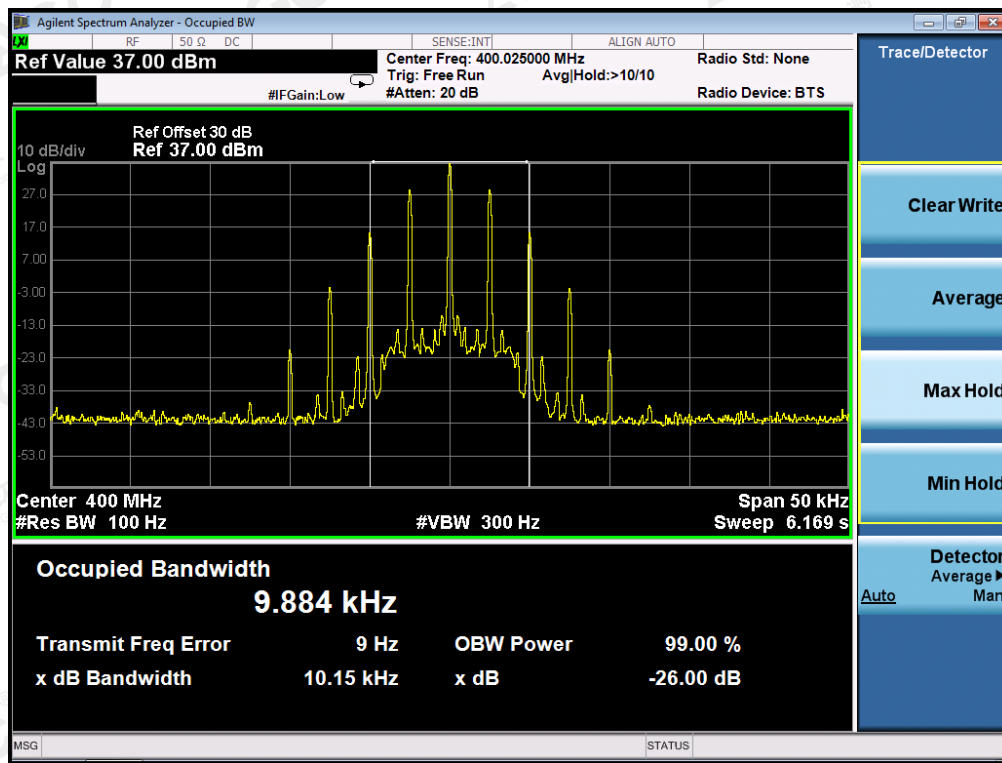 Agilent Spectrum Analyzer - Occupied BW
LXI RF 50 Ω DC SENSE:INT ALIGN AUTO
Ref Value 37.00 dBm
Center Freq: 400.025000 MHz
Radio Std: None
Trig: Free Run Avg|Hold:>10/10
#IFGain:Low #Atten: 20 dB
Radio Device: BTS
Ref Offset 30 dB
10 dB/div Ref 37.00 dBm
Log
27.0
17.0
7.00
-3.00
-13.0
-23.0
-33.0
-43.0
-53.0
Center 400 MHz Span 50 kHz
#Res BW 100 Hz #VBW 300 Hz Sweep 6.169 s
Occupied Bandwidth
9.884 kHz
Transmit Freq Error 9 Hz OBW Power 99.00 %
x dB Bandwidth 10.15 kHz x dB -26.00 dB
MSG STATUS
Trace/Detector
Clear Write
Average
Max Hold
Min Hold
Detector
Average
Auto Man